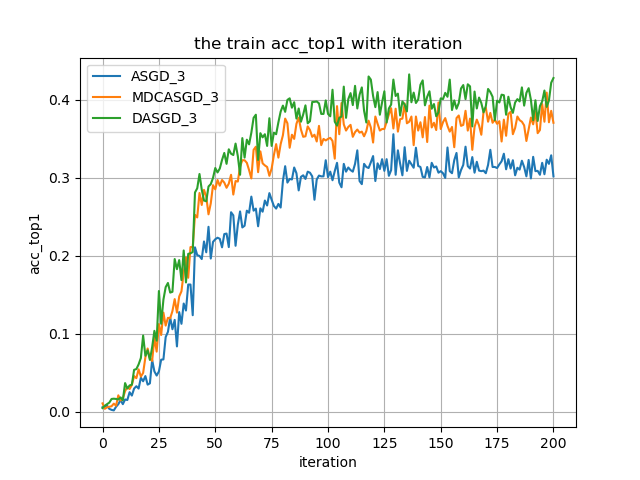 the train acc_top1 with iteration
ASGD_3
MDCASGD_3
DASGD_3
acc_top1
0.4
0.3
0.2
0.1
0.0
0 25 50 75 100 125 150 175 200
iteration